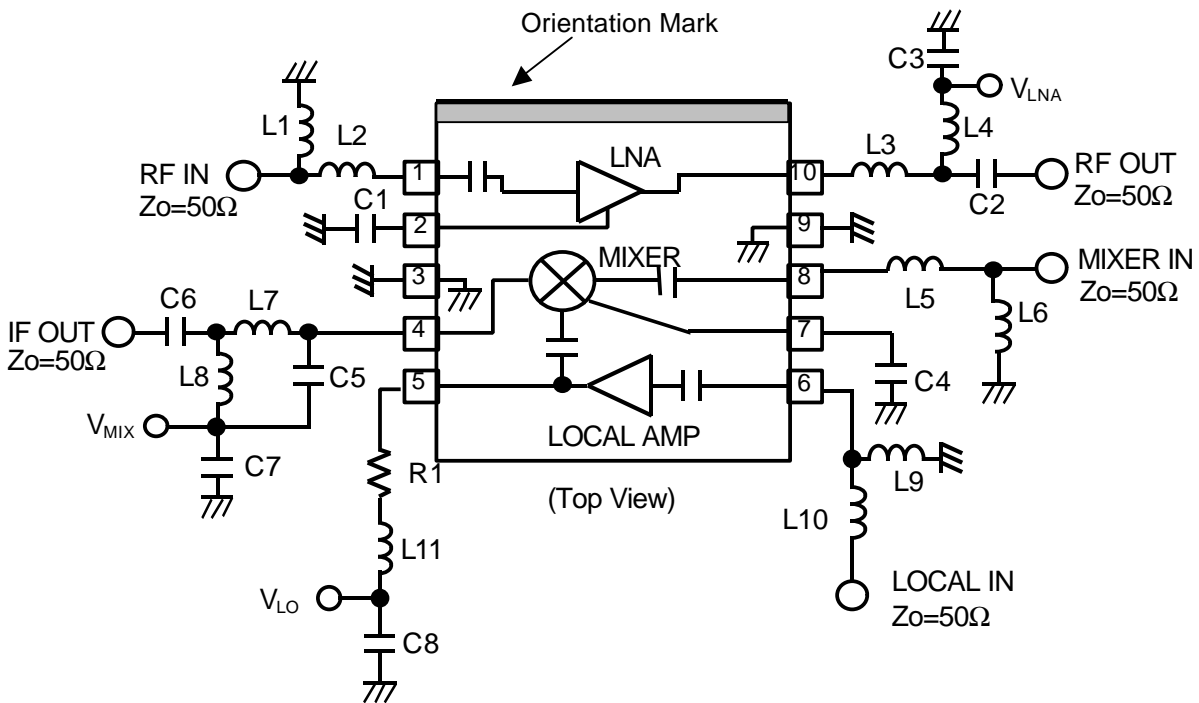 Orientation Mark
C3
V_LNA
L1
L2
LNA
L3
L4
RF IN
Zo=50Ω
1
10
RF OUT
Zo=50Ω
C1
C2
2
9
MIXER
3
8
MIXER IN
Zo=50Ω
L5
L6
C6
L7
IF OUT
Zo=50Ω
4
7
L8
C5
C4
5
6
V_MIX
LOCAL AMP
C7
R1
(Top View)
L9
L10
L11
LOCAL IN
Zo=50Ω
V_LO
C8